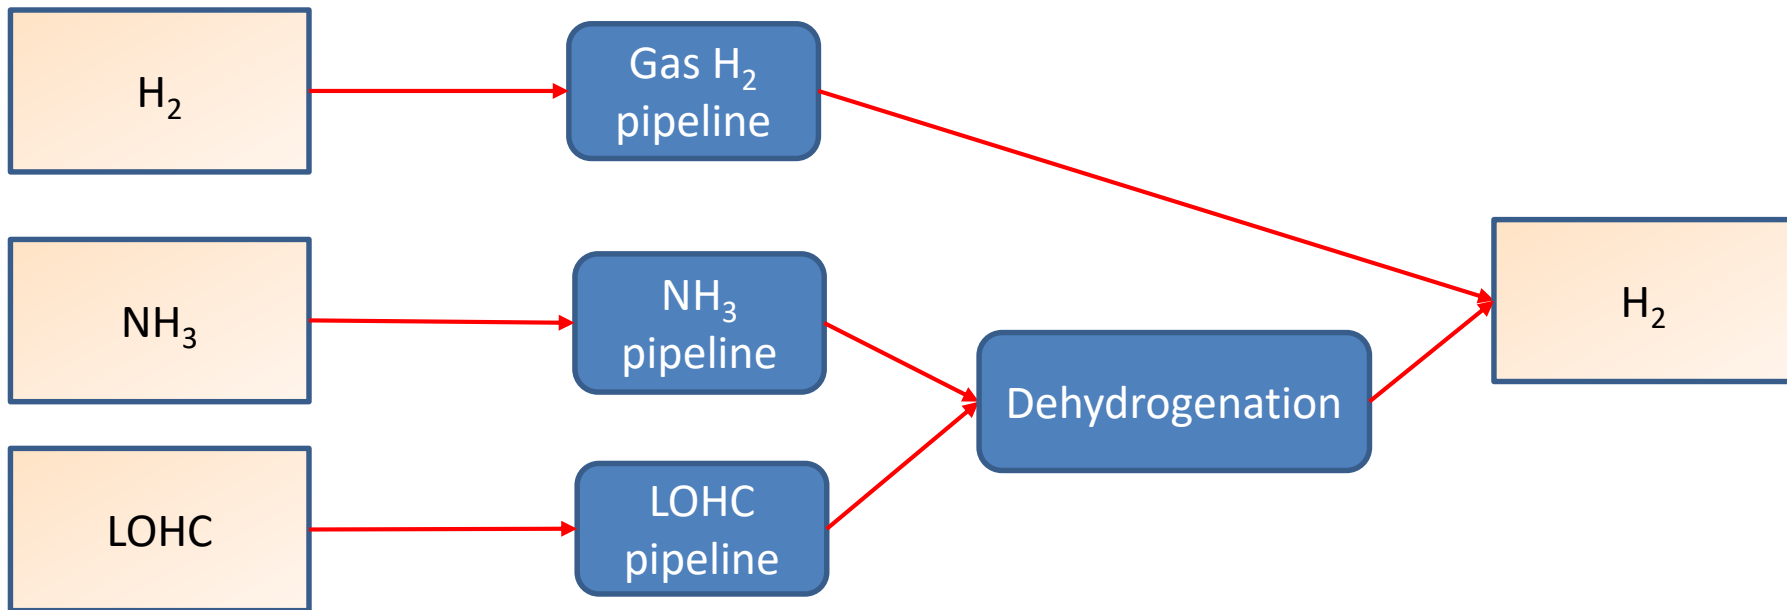 H₂
Gas H₂
pipeline
NH₃
NH₃
pipeline
LOHC
LOHC
pipeline
Dehydrogenation
H₂